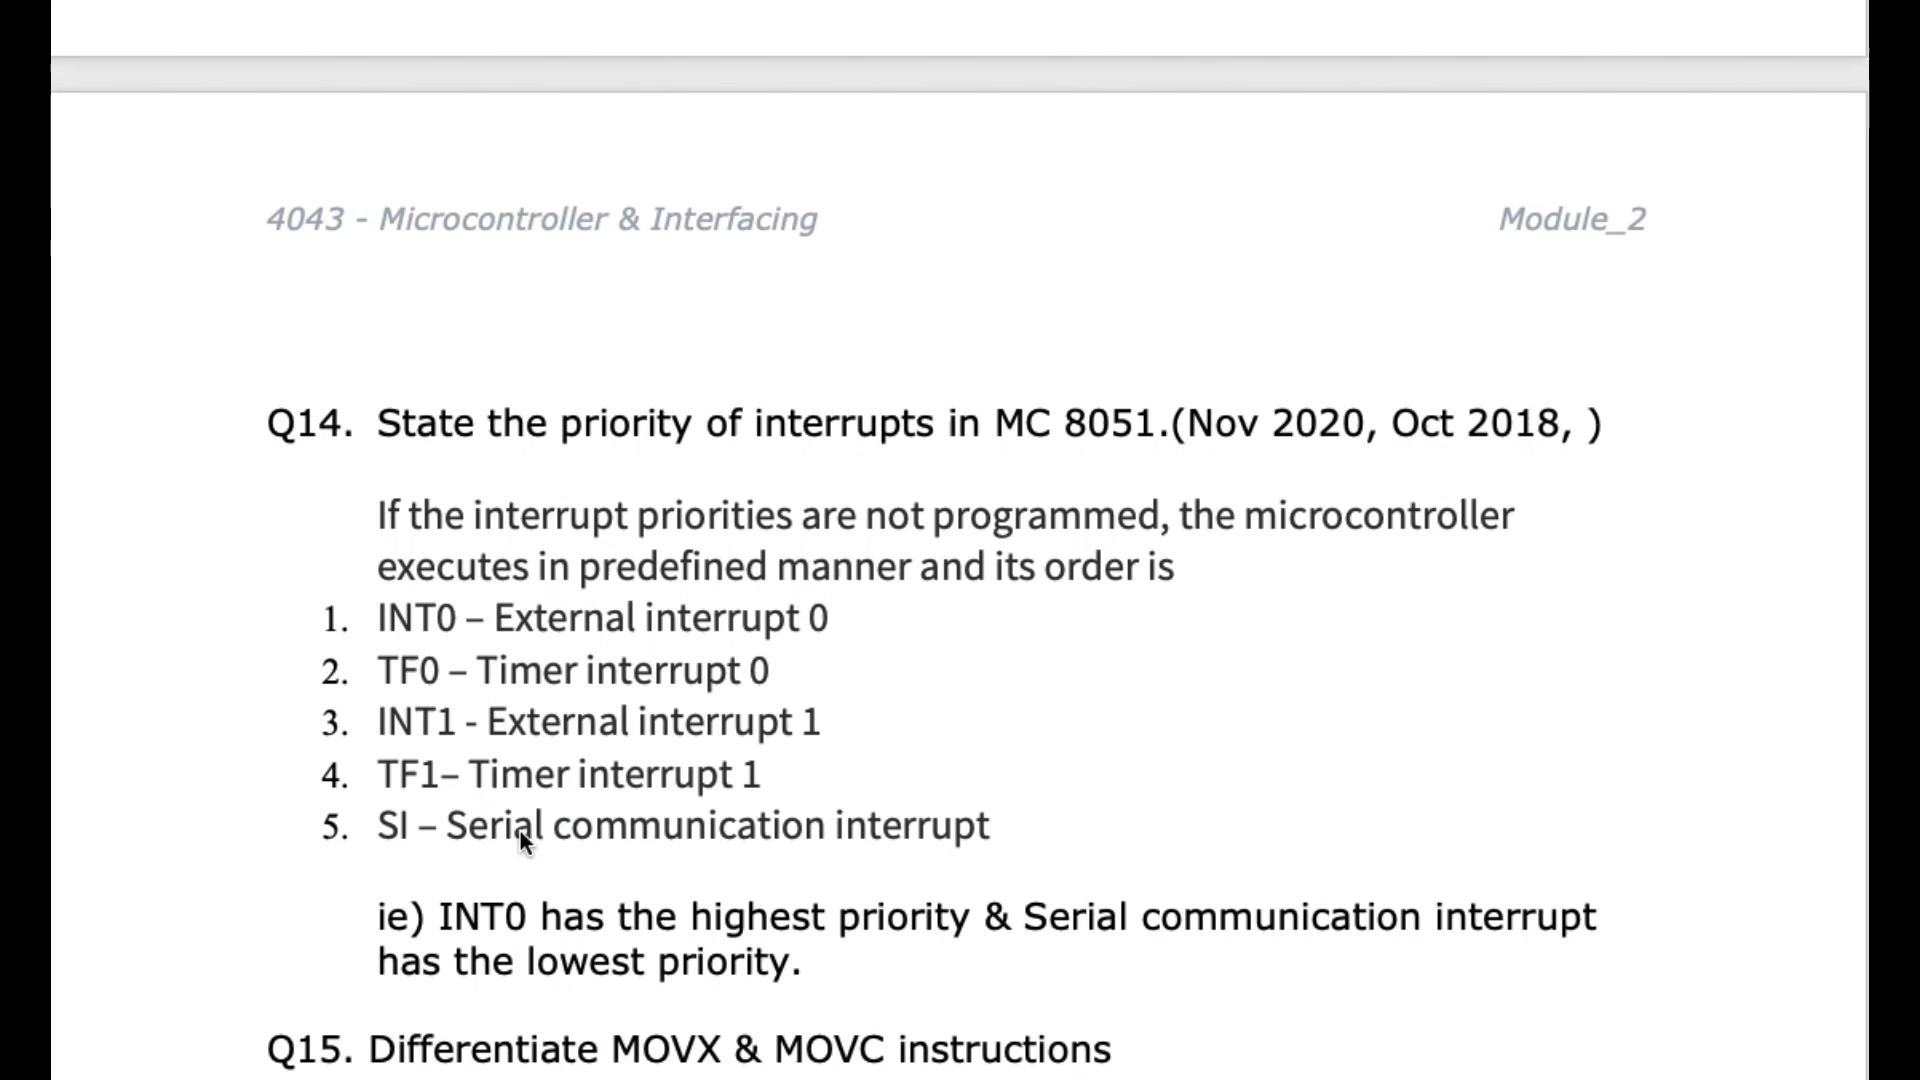 4043 - Microcontroller & Interfacing Module_2
Q14. State the priority of interrupts in MC 8051.(Nov 2020, Oct 2018, )
If the interrupt priorities are not programmed, the microcontroller
executes in predefined manner and its order is
1. INT0 – External interrupt 0
2. TF0 – Timer interrupt 0
3. INT1 - External interrupt 1
4. TF1– Timer interrupt 1
5. SI – Serial communication interrupt
ie) INT0 has the highest priority & Serial communication interrupt
has the lowest priority.
Q15. Differentiate MOVX & MOVC instructions